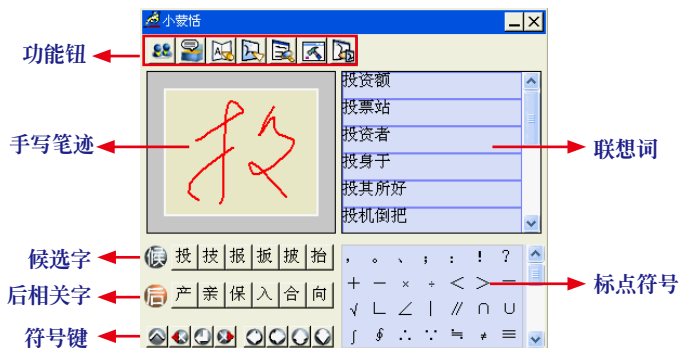 小蒙恬
功能钮
手写笔迹
投
投资额
投票站
投资者
投身于
投其所好
投机倒把
联想词
候选字
候 投 技 报 扳 披 抬
后相关字
后 产 亲 保 入 合 向
符号键
， 。 、 ； ： ！ ？
＋ － × ÷ ＜ ＞ ＝
√ ∟ ∠ ∣ ∥ ∩ ∪
∫ ∮ ∴ ∵ ≒ ≠ ≡
标点符号